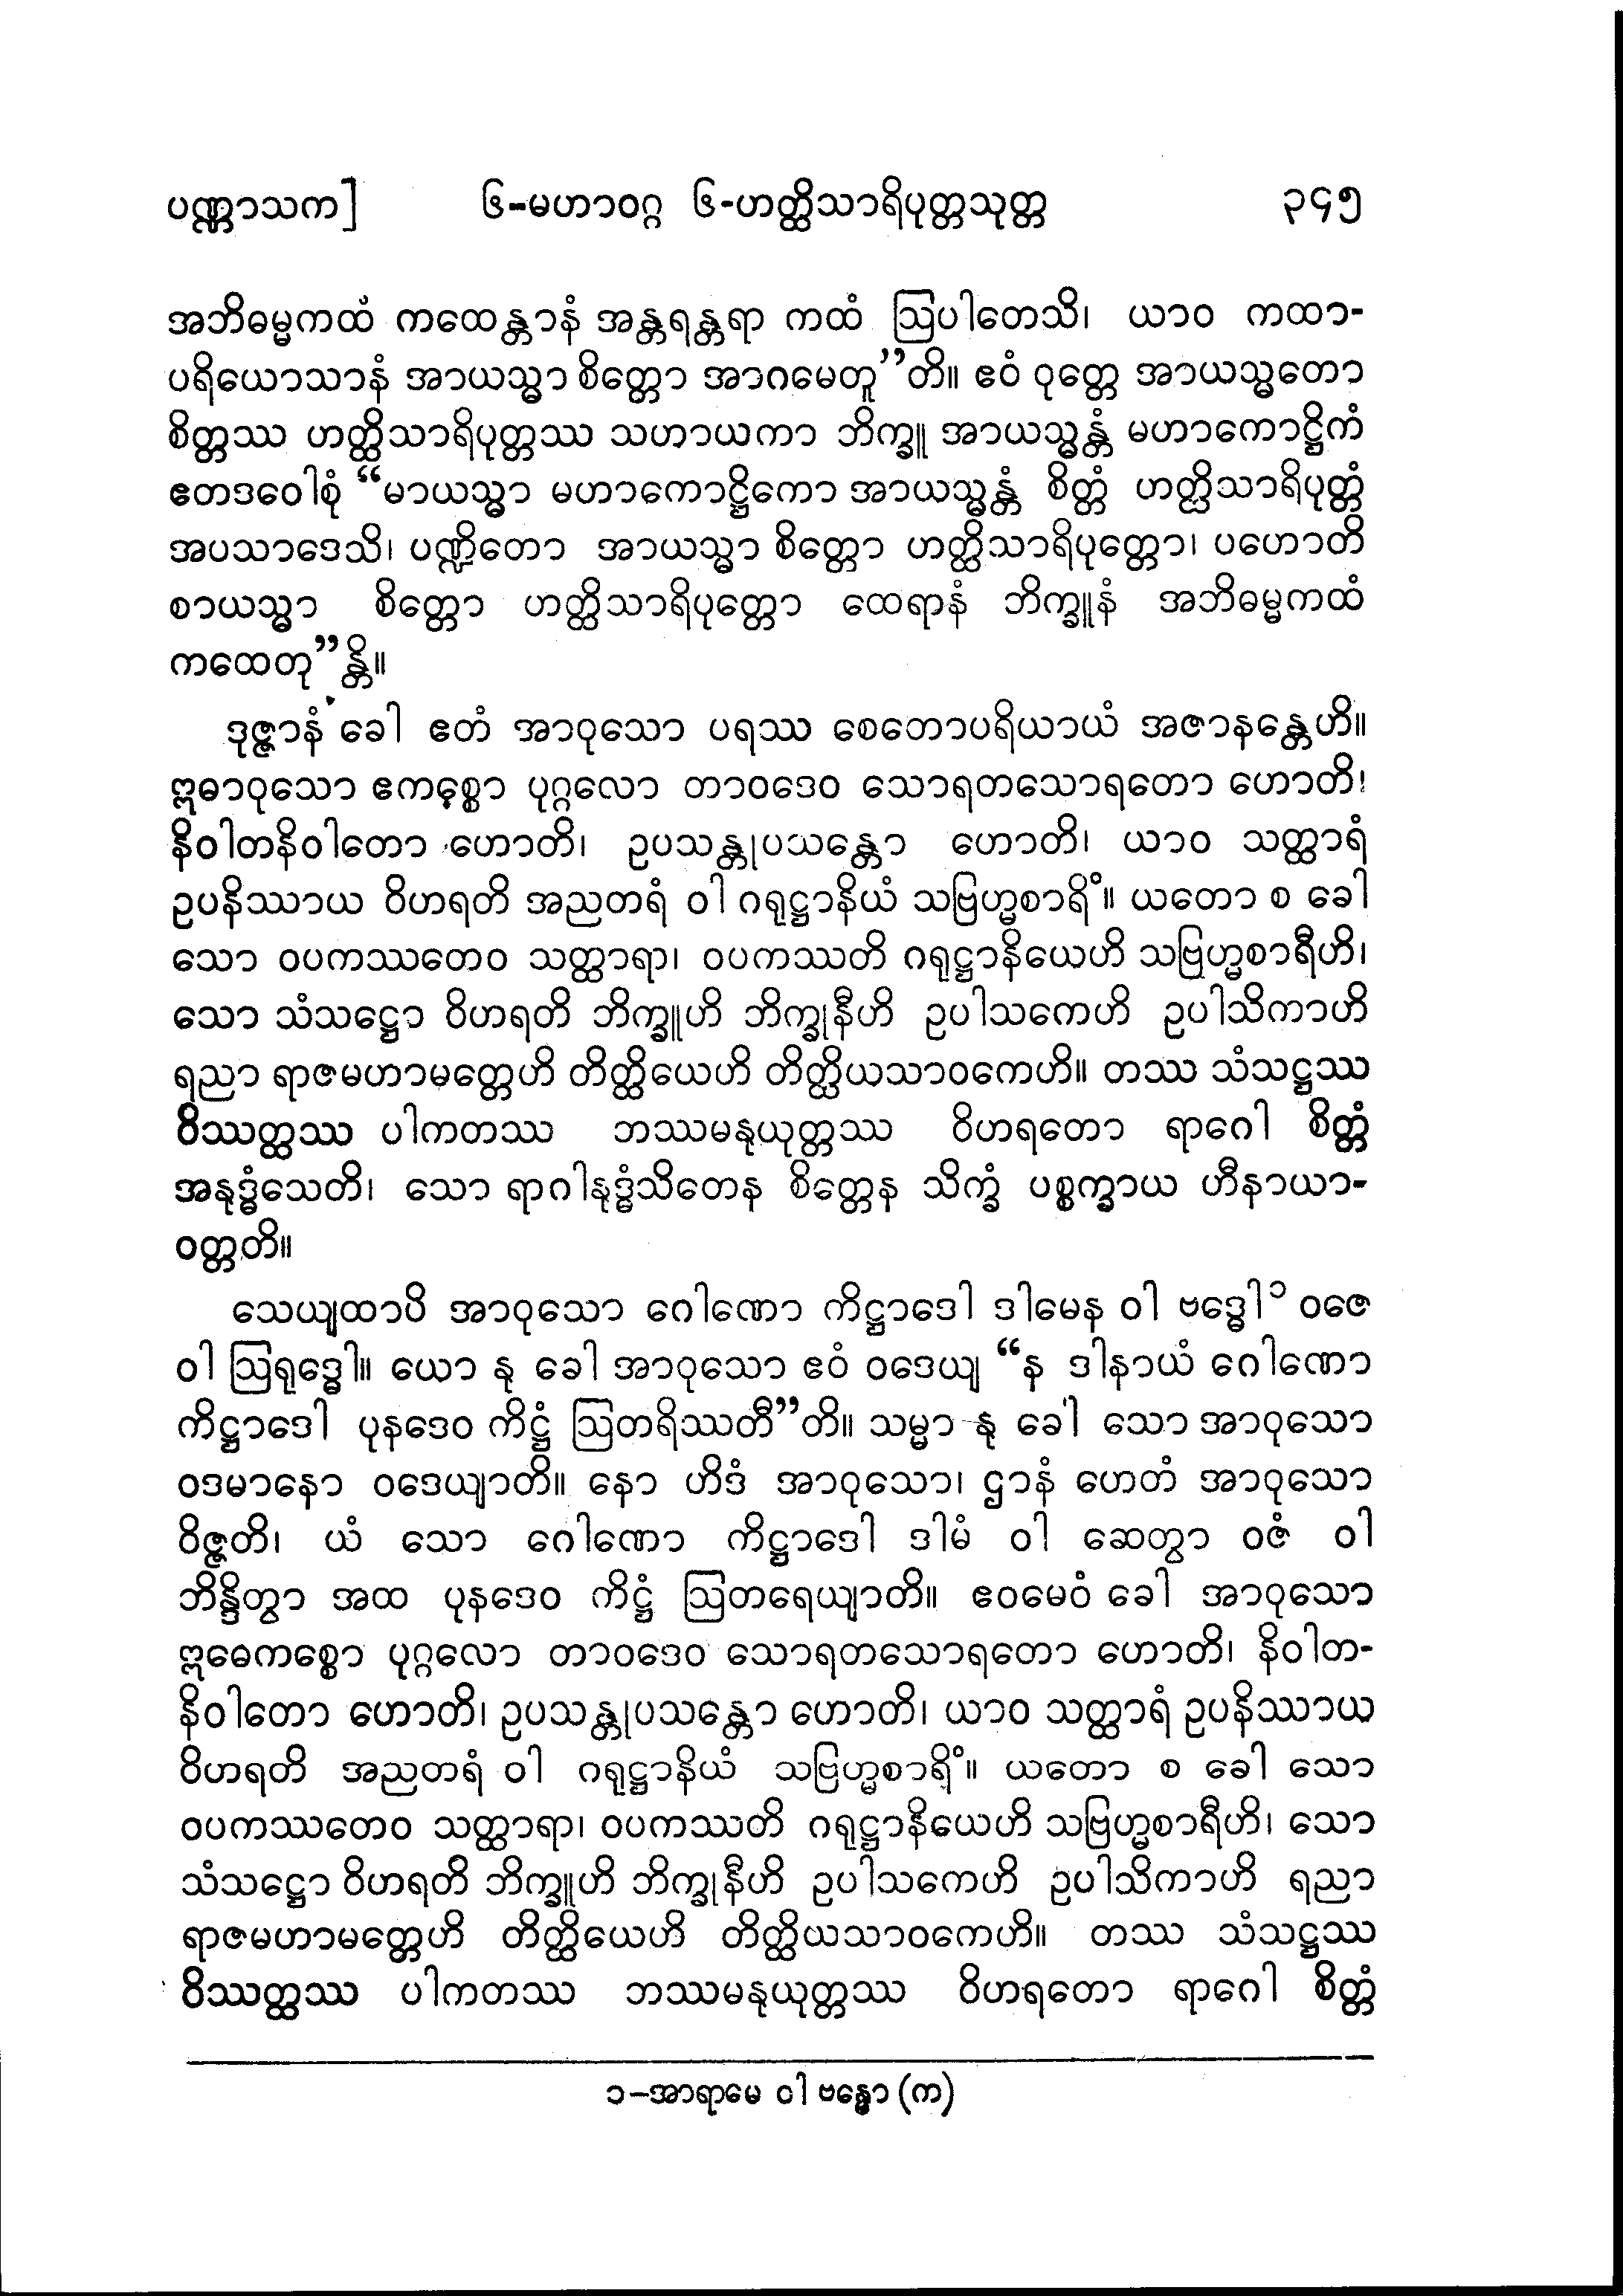 ပဏ္ဏာသက]	၆-မဟာဝဂ္ဂ ၆-ဟတ္ထိသာရိပုတ္တသုတ္တ	၃၄၅
အဘိဓမ္မကထံ ကထေန္တာနံ အန္တရန္တရာ ကထံ ဩပါတေသိ၊ ယာဝ ကထာ-
ပရိယောသာနံ အာယသ္မာ စိတ္တော အာဂမေတူ”တိ။ ဧဝံ ဝုတ္တေ အာယသ္မတော
စိတ္တဿ ဟတ္ထိသာရိပုတ္တဿ သဟာယကာ ဘိက္ခူ အာယသ္မန္တံ မဟာကောဋ္ဌိကံ
ဧတဒဝေါစုံ “မာယသ္မာ မဟာကောဋ္ဌိကော အာယသ္မန္တံ စိတ္တံ ဟတ္ထိသာရိပုတ္တံ
အပသာဒေသိ၊ ပဏ္ဍိတော အာယသ္မာ စိတ္တော ဟတ္ထိသာရိပုတ္တော၊ ပဟောတိ
စာယသ္မာ စိတ္တော ဟတ္ထိသာရိပုတ္တော ထေရာနံ ဘိက္ခူနံ အဘိဓမ္မကထံ
ကထေတု”န္တိ။
ဒုဇ္ဇာနံ ခေါ ဧတံ အာဝုသော ပရဿ စေတောပရိယာယံ အဇာနန္တေဟိ။
ဣဓာဝုသော ဧကစ္စော ပုဂ္ဂလော တာဝဒေဝ သောရတသောရတော ဟောတိ၊
နိဝါတနိဝါတော ဟောတိ၊ ဥပသန္တုပသန္တော ဟောတိ၊ ယာဝ သတ္ထာရံ
ဥပနိဿာယ ဝိဟရတိ အညတရံ ဝါ ဂရုဋ္ဌာနိယံ သဗြဟ္မစာရိံ။ ယတော စ ခေါ
သော ဝပကဿတေဝ သတ္ထာရာ၊ ဝပကဿတိ ဂရုဋ္ဌာနိယေဟိ သဗြဟ္မစာရီဟိ၊
သော သံသဋ္ဌော ဝိဟရတိ ဘိက္ခူဟိ ဘိက္ခုနီဟိ ဥပါသကေဟိ ဥပါသိကာဟိ
ရညာ ရာဇမဟာမတ္တေဟိ တိတ္ထိယေဟိ တိတ္ထိယသာဝကေဟိ။ တဿ သံသဋ္ဌဿ
ဝိဿတ္ထဿ ပါကတဿ ဘဿမနုယုတ္တဿ ဝိဟရတော ရာဂေါ စိတ္တံ
အနုဒ္ဓံသေတိ၊ သော ရာဂါနုဒ္ဓံသိတေန စိတ္တေန သိက္ခံ ပစ္စက္ခာယ ဟီနာယာ-
ဝတ္တတိ။
သေယျထာပိ အာဝုသော ဂေါဏော ကိဋ္ဌာဒေါ ဒါမေန ဝါ ဗဒ္ဓေါ ၁ ဝဇေ
ဝါ ဩရုဒ္ဓေါ။ ယော နု ခေါ အာဝုသော ဧဝံ ဝဒေယျ “န ဒါနာယံ ဂေါဏော
ကိဋ္ဌာဒေါ ပုနဒေဝ ကိဋ္ဌံ ဩတရိဿတီ”တိ။ သမ္မာ နု ခေါ သော အာဝုသော
ဝဒမာနော ဝဒေယျာတိ။ နော ဟိဒံ အာဝုသော၊ ဌာနံ ဟေတံ အာဝုသော
ဝိဇ္ဇတိ၊ ယံ သော ဂေါဏော ကိဋ္ဌာဒေါ ဒါမံ ဝါ ဆေတွာ ဝဇံ ဝါ
ဘိန္ဒိတွာ အထ ပုနဒေဝ ကိဋ္ဌံ ဩတရေယျာတိ။ ဧဝမေဝံ ခေါ အာဝုသော
ဣဓေကစ္စော ပုဂ္ဂလော တာဝဒေဝ သောရတသောရတော ဟောတိ၊ နိဝါတ-
နိဝါတော ဟောတိ၊ ဥပသန္တုပသန္တော ဟောတိ၊ ယာဝ သတ္ထာရံ ဥပနိဿာယ
ဝိဟရတိ အညတရံ ဝါ ဂရုဋ္ဌာနိယံ သဗြဟ္မစာရိံ။ ယတော စ ခေါ သော
ဝပကဿတေဝ သတ္ထာရာ၊ ဝပကဿတိ ဂရုဋ္ဌာနိယေဟိ သဗြဟ္မစာရီဟိ၊ သော
သံသဋ္ဌော ဝိဟရတိ ဘိက္ခူဟိ ဘိက္ခုနီဟိ ဥပါသကေဟိ ဥပါသိကာဟိ ရညာ
ရာဇမဟာမတ္တေဟိ တိတ္ထိယေဟိ တိတ္ထိယသာဝကေဟိ။ တဿ သံသဋ္ဌဿ
ဝိဿတ္ထဿ ပါကတဿ ဘဿမနုယုတ္တဿ ဝိဟရတော ရာဂေါ စိတ္တံ
၁-အာရာမေ ဝါ ဗန္ဓော (က)